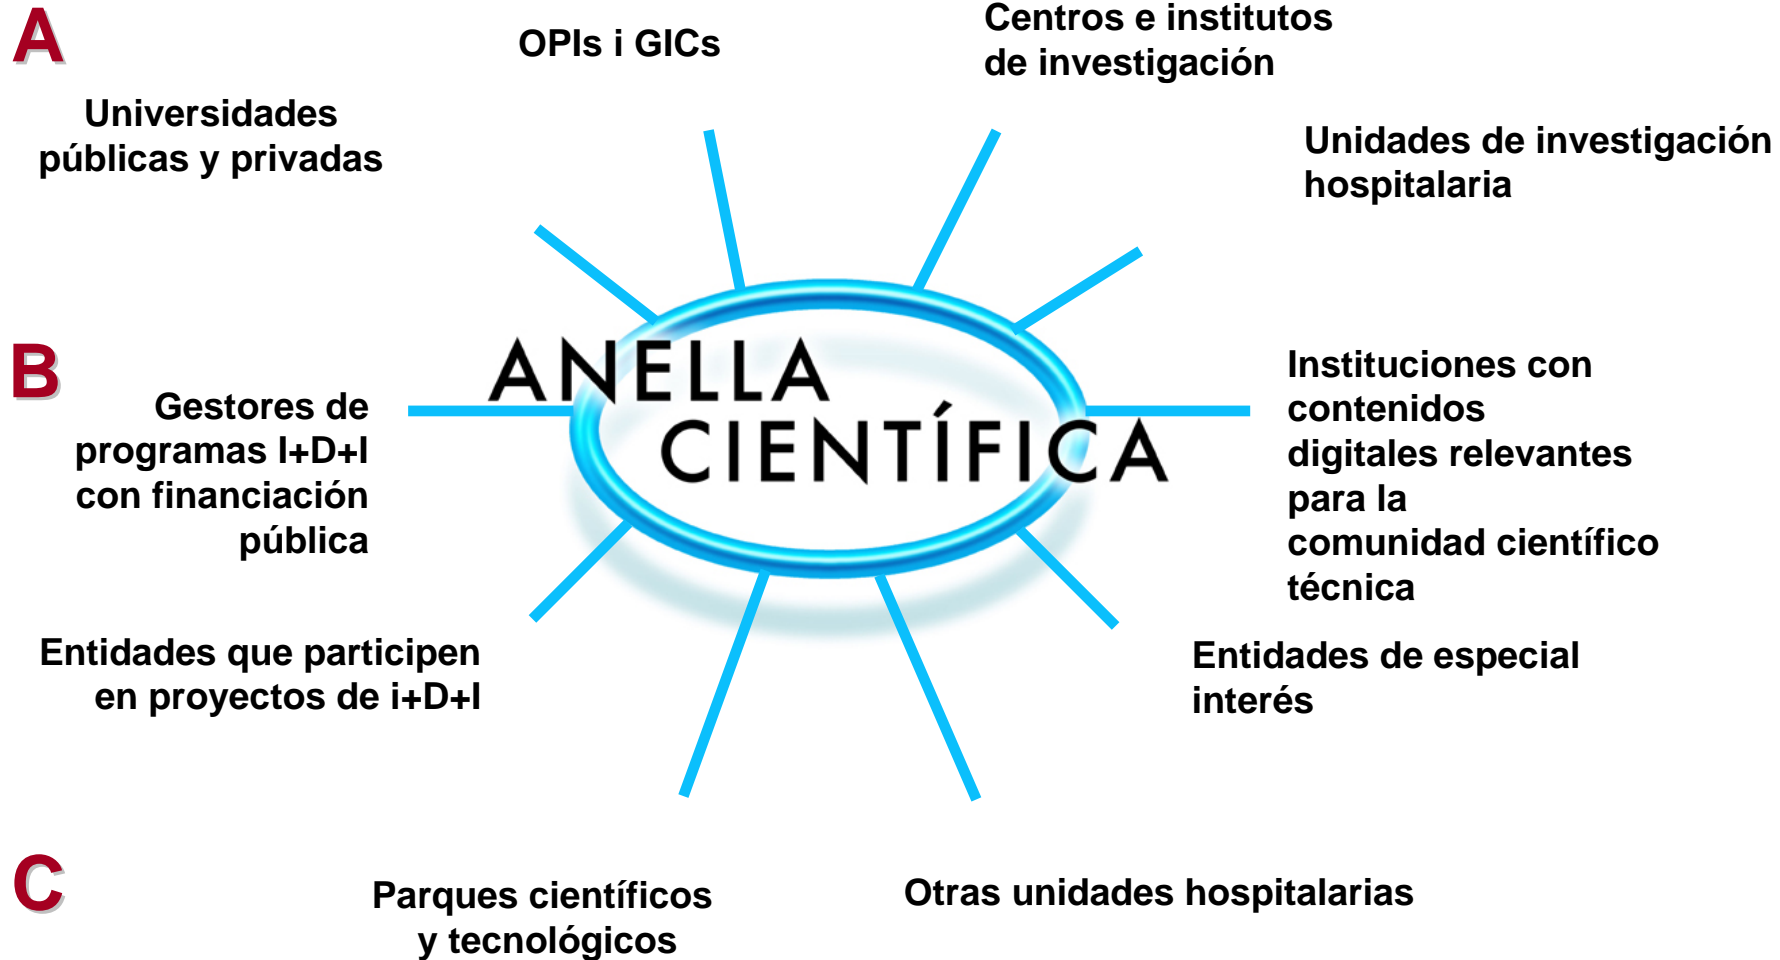 A
OPIs i GICs
Centros e institutos
de investigación
Universidades
públicas y privadas
Unidades de investigación
hospitalaria
B
ANELLA
CIENTÍFICA
Gestores de
programas I+D+I
con financiación
pública
Instituciones con
contenidos
digitales relevantes
para la
comunidad científico
técnica
Entidades que participen
en proyectos de i+D+I
Entidades de especial
interés
C
Parques científicos
y tecnológicos
Otras unidades hospitalarias